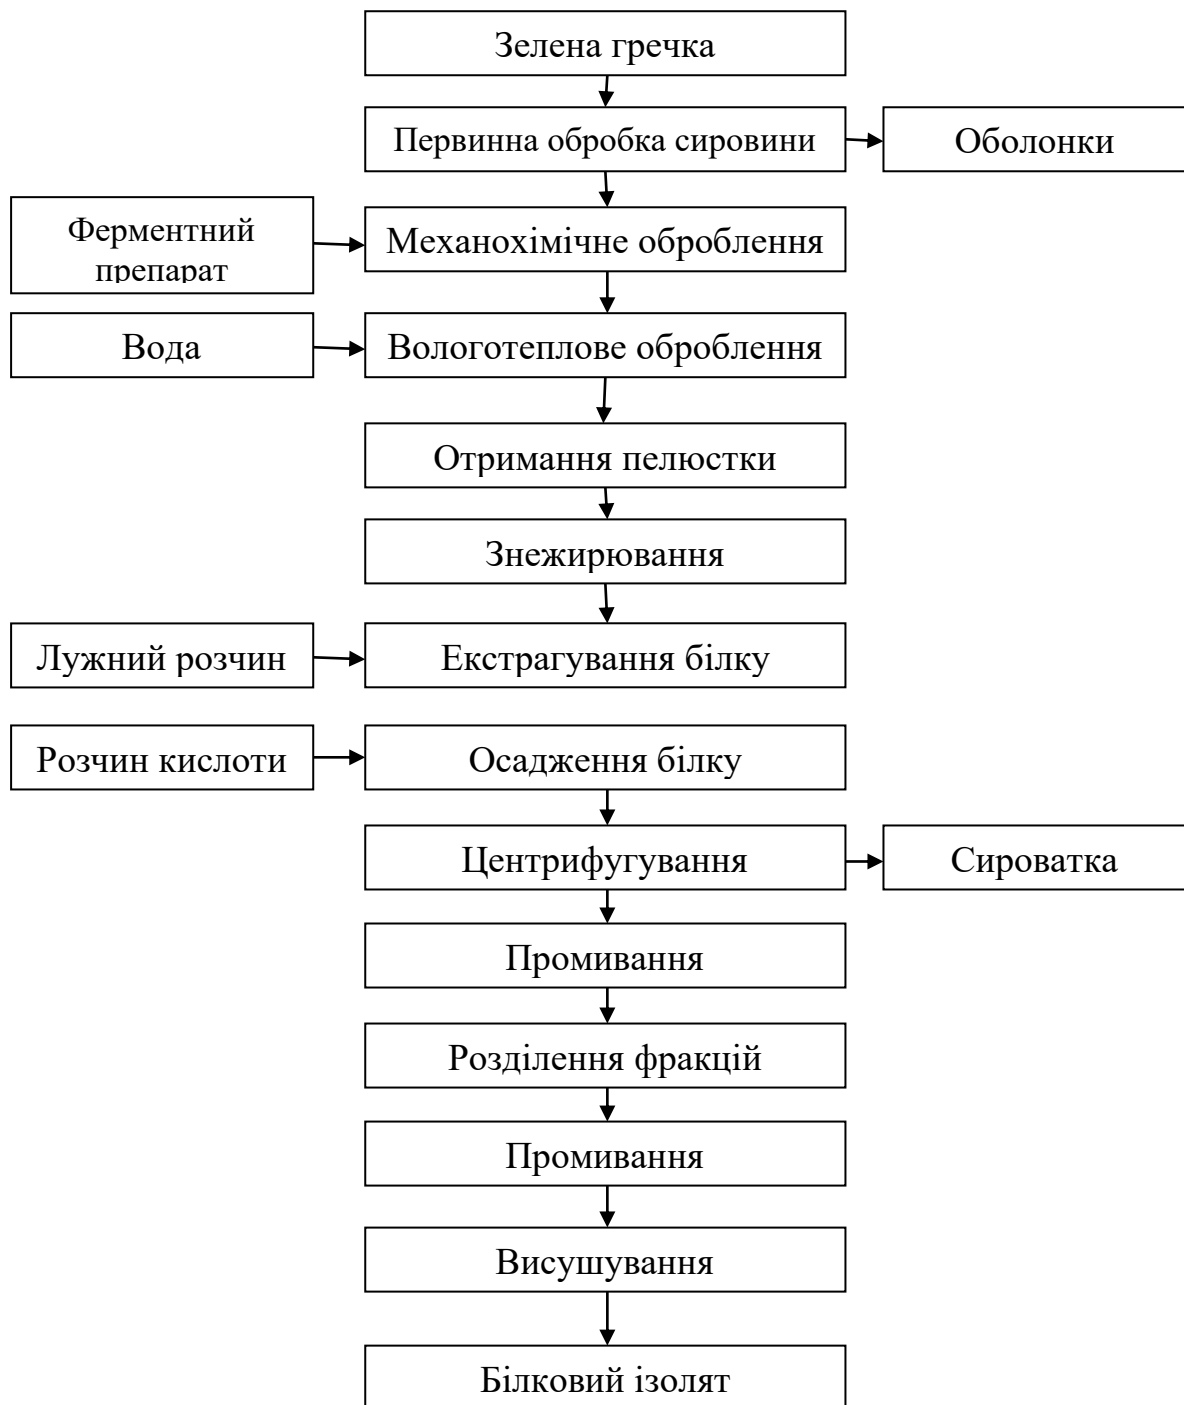 Зелена гречка
Первинна обробка сировини
Оболонки
Ферментний
препарат
Механохімічне оброблення
Вода
Вологотеплове оброблення
Отримання пелюстки
Знежирювання
Лужний розчин
Екстрагування білку
Розчин кислоти
Осадження білку
Центрифугування
Сироватка
Промивання
Розділення фракцій
Промивання
Висушування
Білковий ізолят